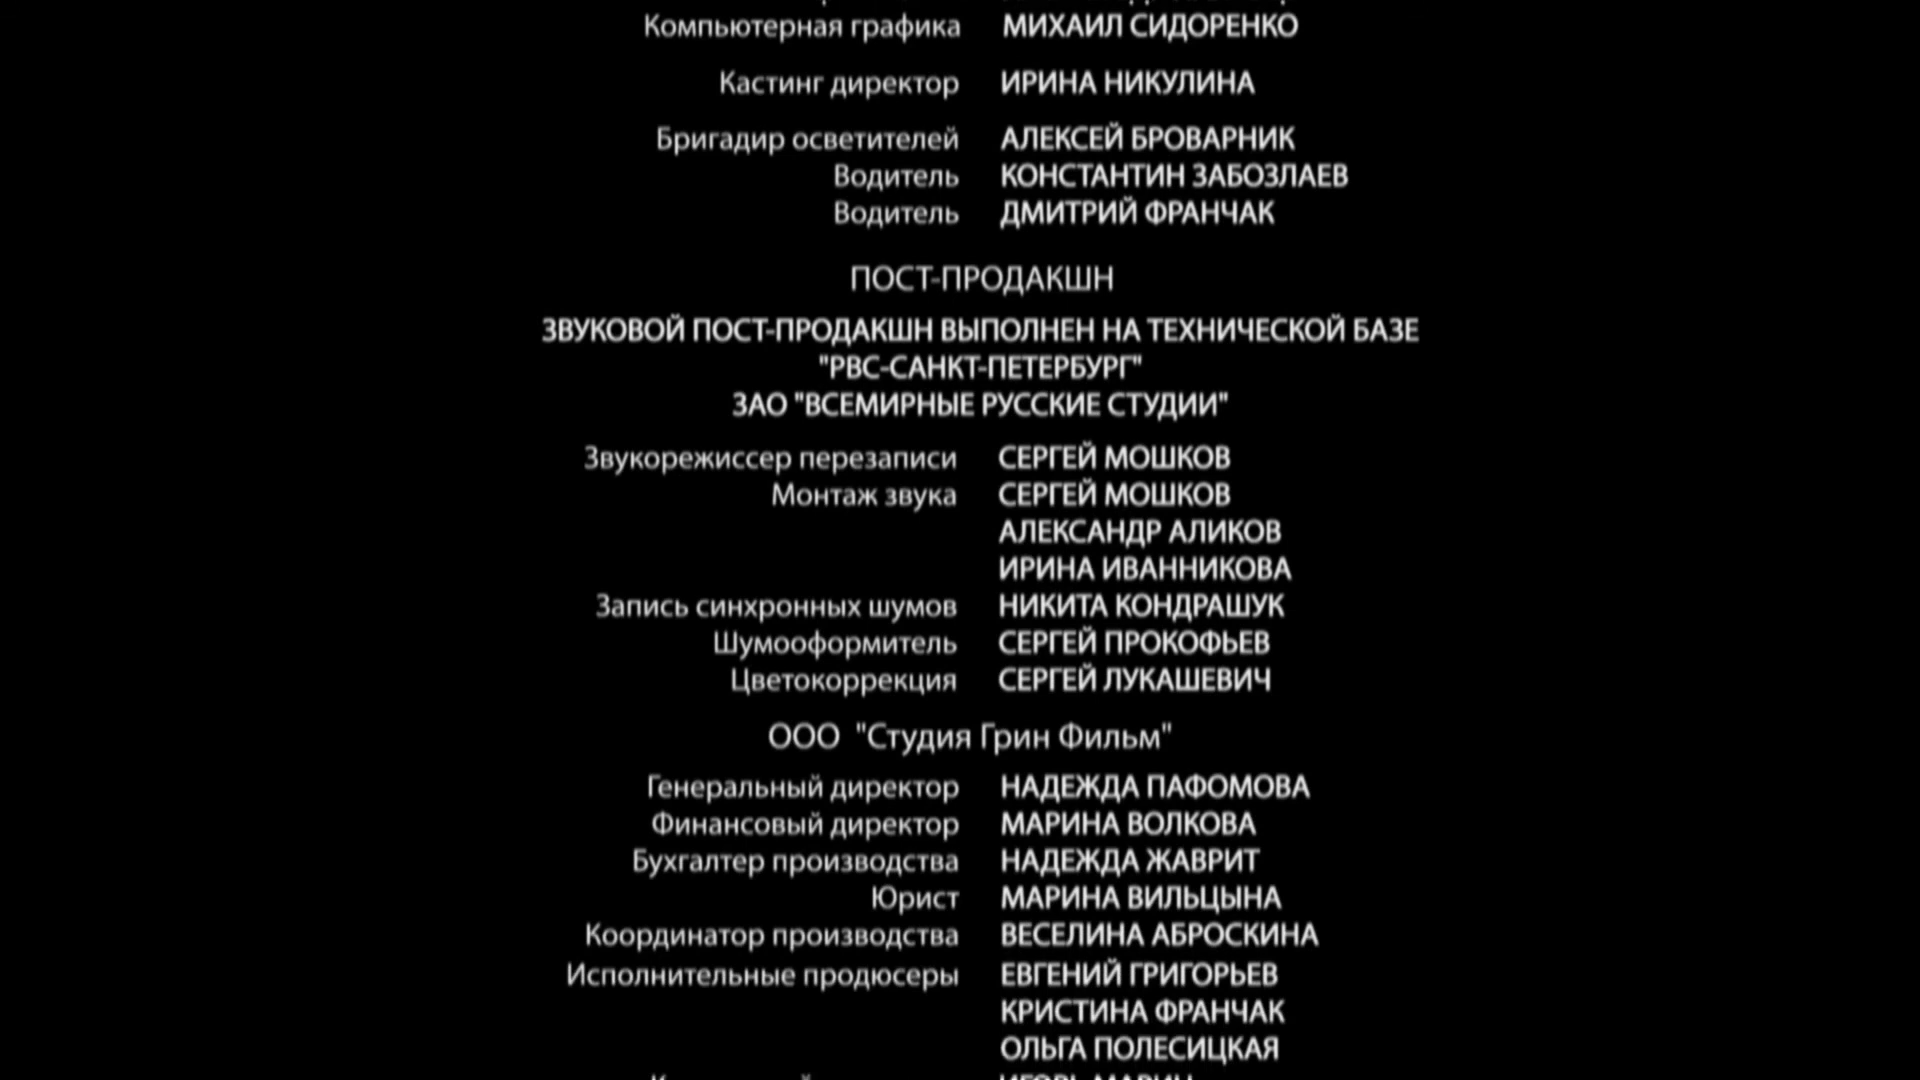 Компьютерная графика МИХАИЛ СИДОРЕНКО
Кастинг директор ИРИНА НИКУЛИНА
Бригадир осветителей АЛЕКСЕЙ БРОВАРНИК
Водитель КОНСТАНТИН ЗАБОЗЛАЕВ
Водитель ДМИТРИЙ ФРАНЧАК
ПОСТ-ПРОДАКШН
ЗВУКОВОЙ ПОСТ-ПРОДАКШН ВЫПОЛНЕН НА ТЕХНИЧЕСКОЙ БАЗЕ
"РВС-САНКТ-ПЕТЕРБУРГ"
ЗАО "ВСЕМИРНЫЕ РУССКИЕ СТУДИИ"
Звукорежиссер перезаписи СЕРГЕЙ МОШКОВ
Монтаж звука СЕРГЕЙ МОШКОВ
АЛЕКСАНДР АЛИКОВ
ИРИНА ИВАННИКОВА
Запись синхронных шумов НИКИТА КОНДРАШУК
Шумооформитель СЕРГЕЙ ПРОКОФЬЕВ
Цветокоррекция СЕРГЕЙ ЛУКАШЕВИЧ
ООО "Студия Грин Фильм"
Генеральный директор НАДЕЖДА ПАФОМОВА
Финансовый директор МАРИНА ВОЛКОВА
Бухгалтер производства НАДЕЖДА ЖАВРИТ
Юрист МАРИНА ВИЛЬЦЫНА
Координатор производства ВЕСЕЛИНА АБРОСКИНА
Исполнительные продюсеры ЕВГЕНИЙ ГРИГОРЬЕВ
КРИСТИНА ФРАНЧАК
ОЛЬГА ПОЛЕСИЦКАЯ